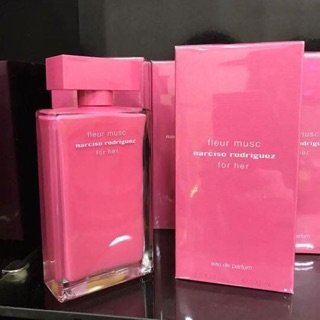 fleur musc
narciso rodriguez
for her
fleur musc
narciso rodriguez
for her
eau de parfum